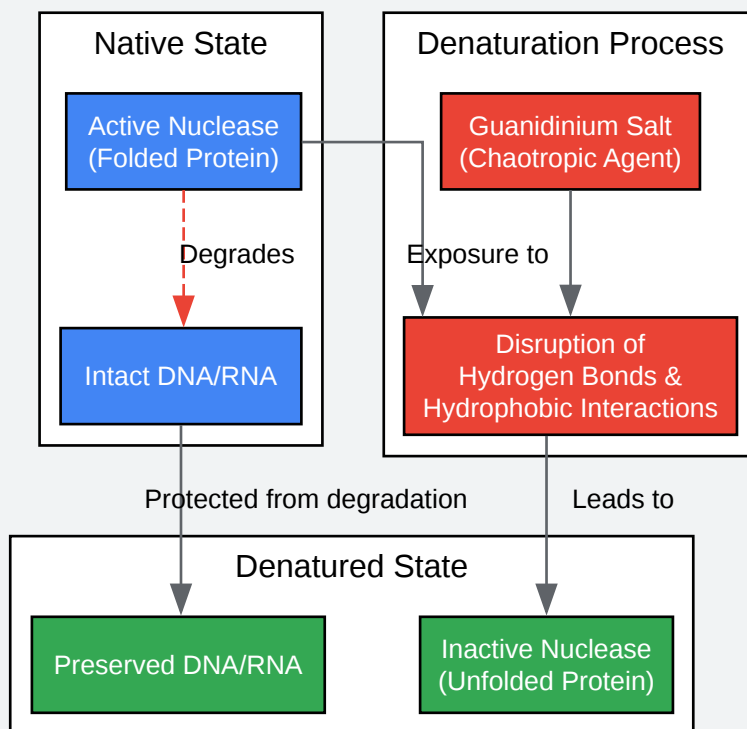 Native State
Denaturation Process
Active Nuclease
(Folded Protein)
Guanidinium Salt
(Chaotropic Agent)
Degrades
Exposure to
Intact DNA/RNA
Disruption of
Hydrogen Bonds &
Hydrophobic Interactions
Protected from degradation
Leads to
Denatured State
Preserved DNA/RNA
Inactive Nuclease
(Unfolded Protein)